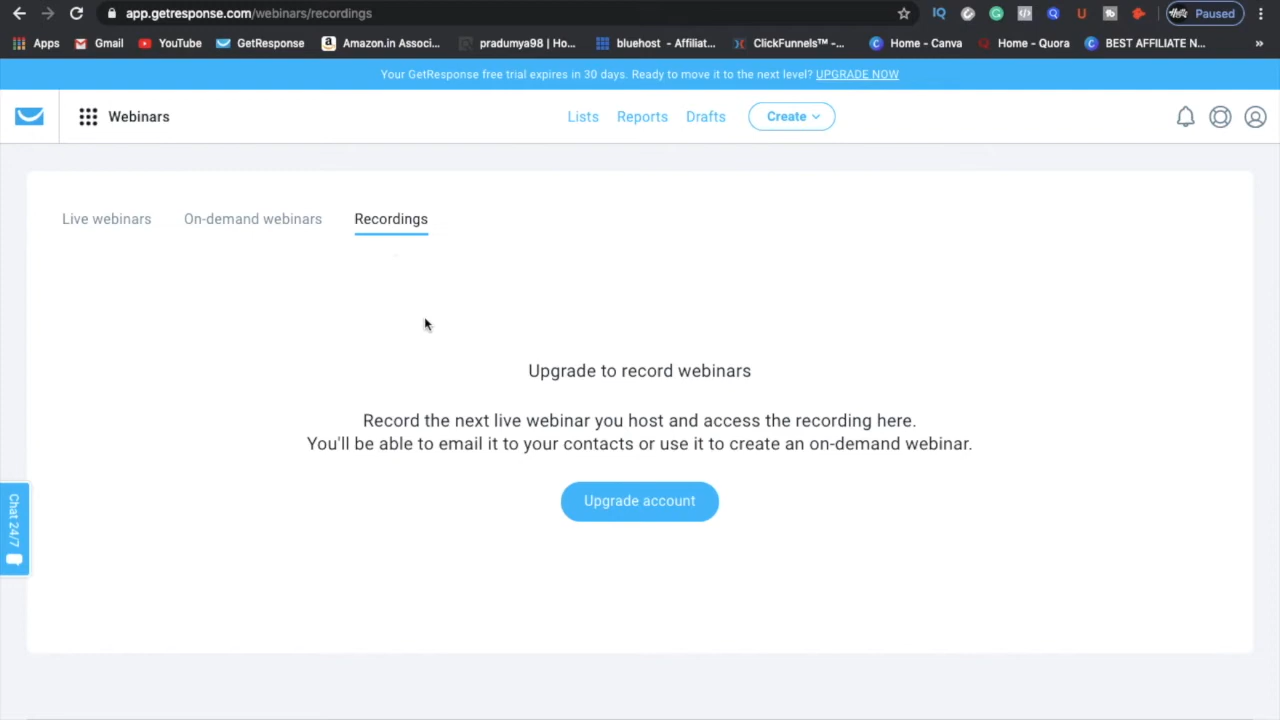 app.getresponse.com/webinars/recordings
IQ
U
Paused
Apps
Gmail
YouTube
GetResponse
Amazon.in Associ...
pradumya98 | Ho...
bluehost - Affiliat...
ClickFunnels™ -...
Home - Canva
Home - Quora
BEST AFFILIATE N...
»
Your GetResponse free trial expires in 30 days. Ready to move it to the next level? UPGRADE NOW
Webinars
Lists
Reports
Drafts
Create
Live webinars
On-demand webinars
Recordings
Upgrade to record webinars
Record the next live webinar you host and access the recording here.
You'll be able to email it to your contacts or use it to create an on-demand webinar.
Upgrade account
Chat 24/7